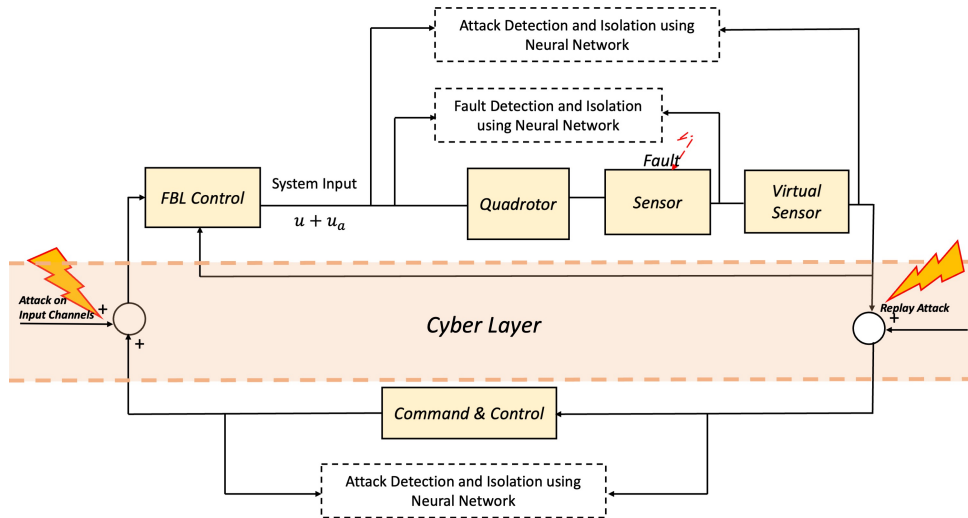 Attack Detection and Isolation using
Neural Network
Fault Detection and Isolation
using Neural Network
Fault
System Input
FBL Control
u + uₐ
Quadrotor
Sensor
Virtual
Sensor
Attack on
Input Channels
+
+
Cyber Layer
Replay Attack
+
Command & Control
Attack Detection and Isolation using
Neural Network